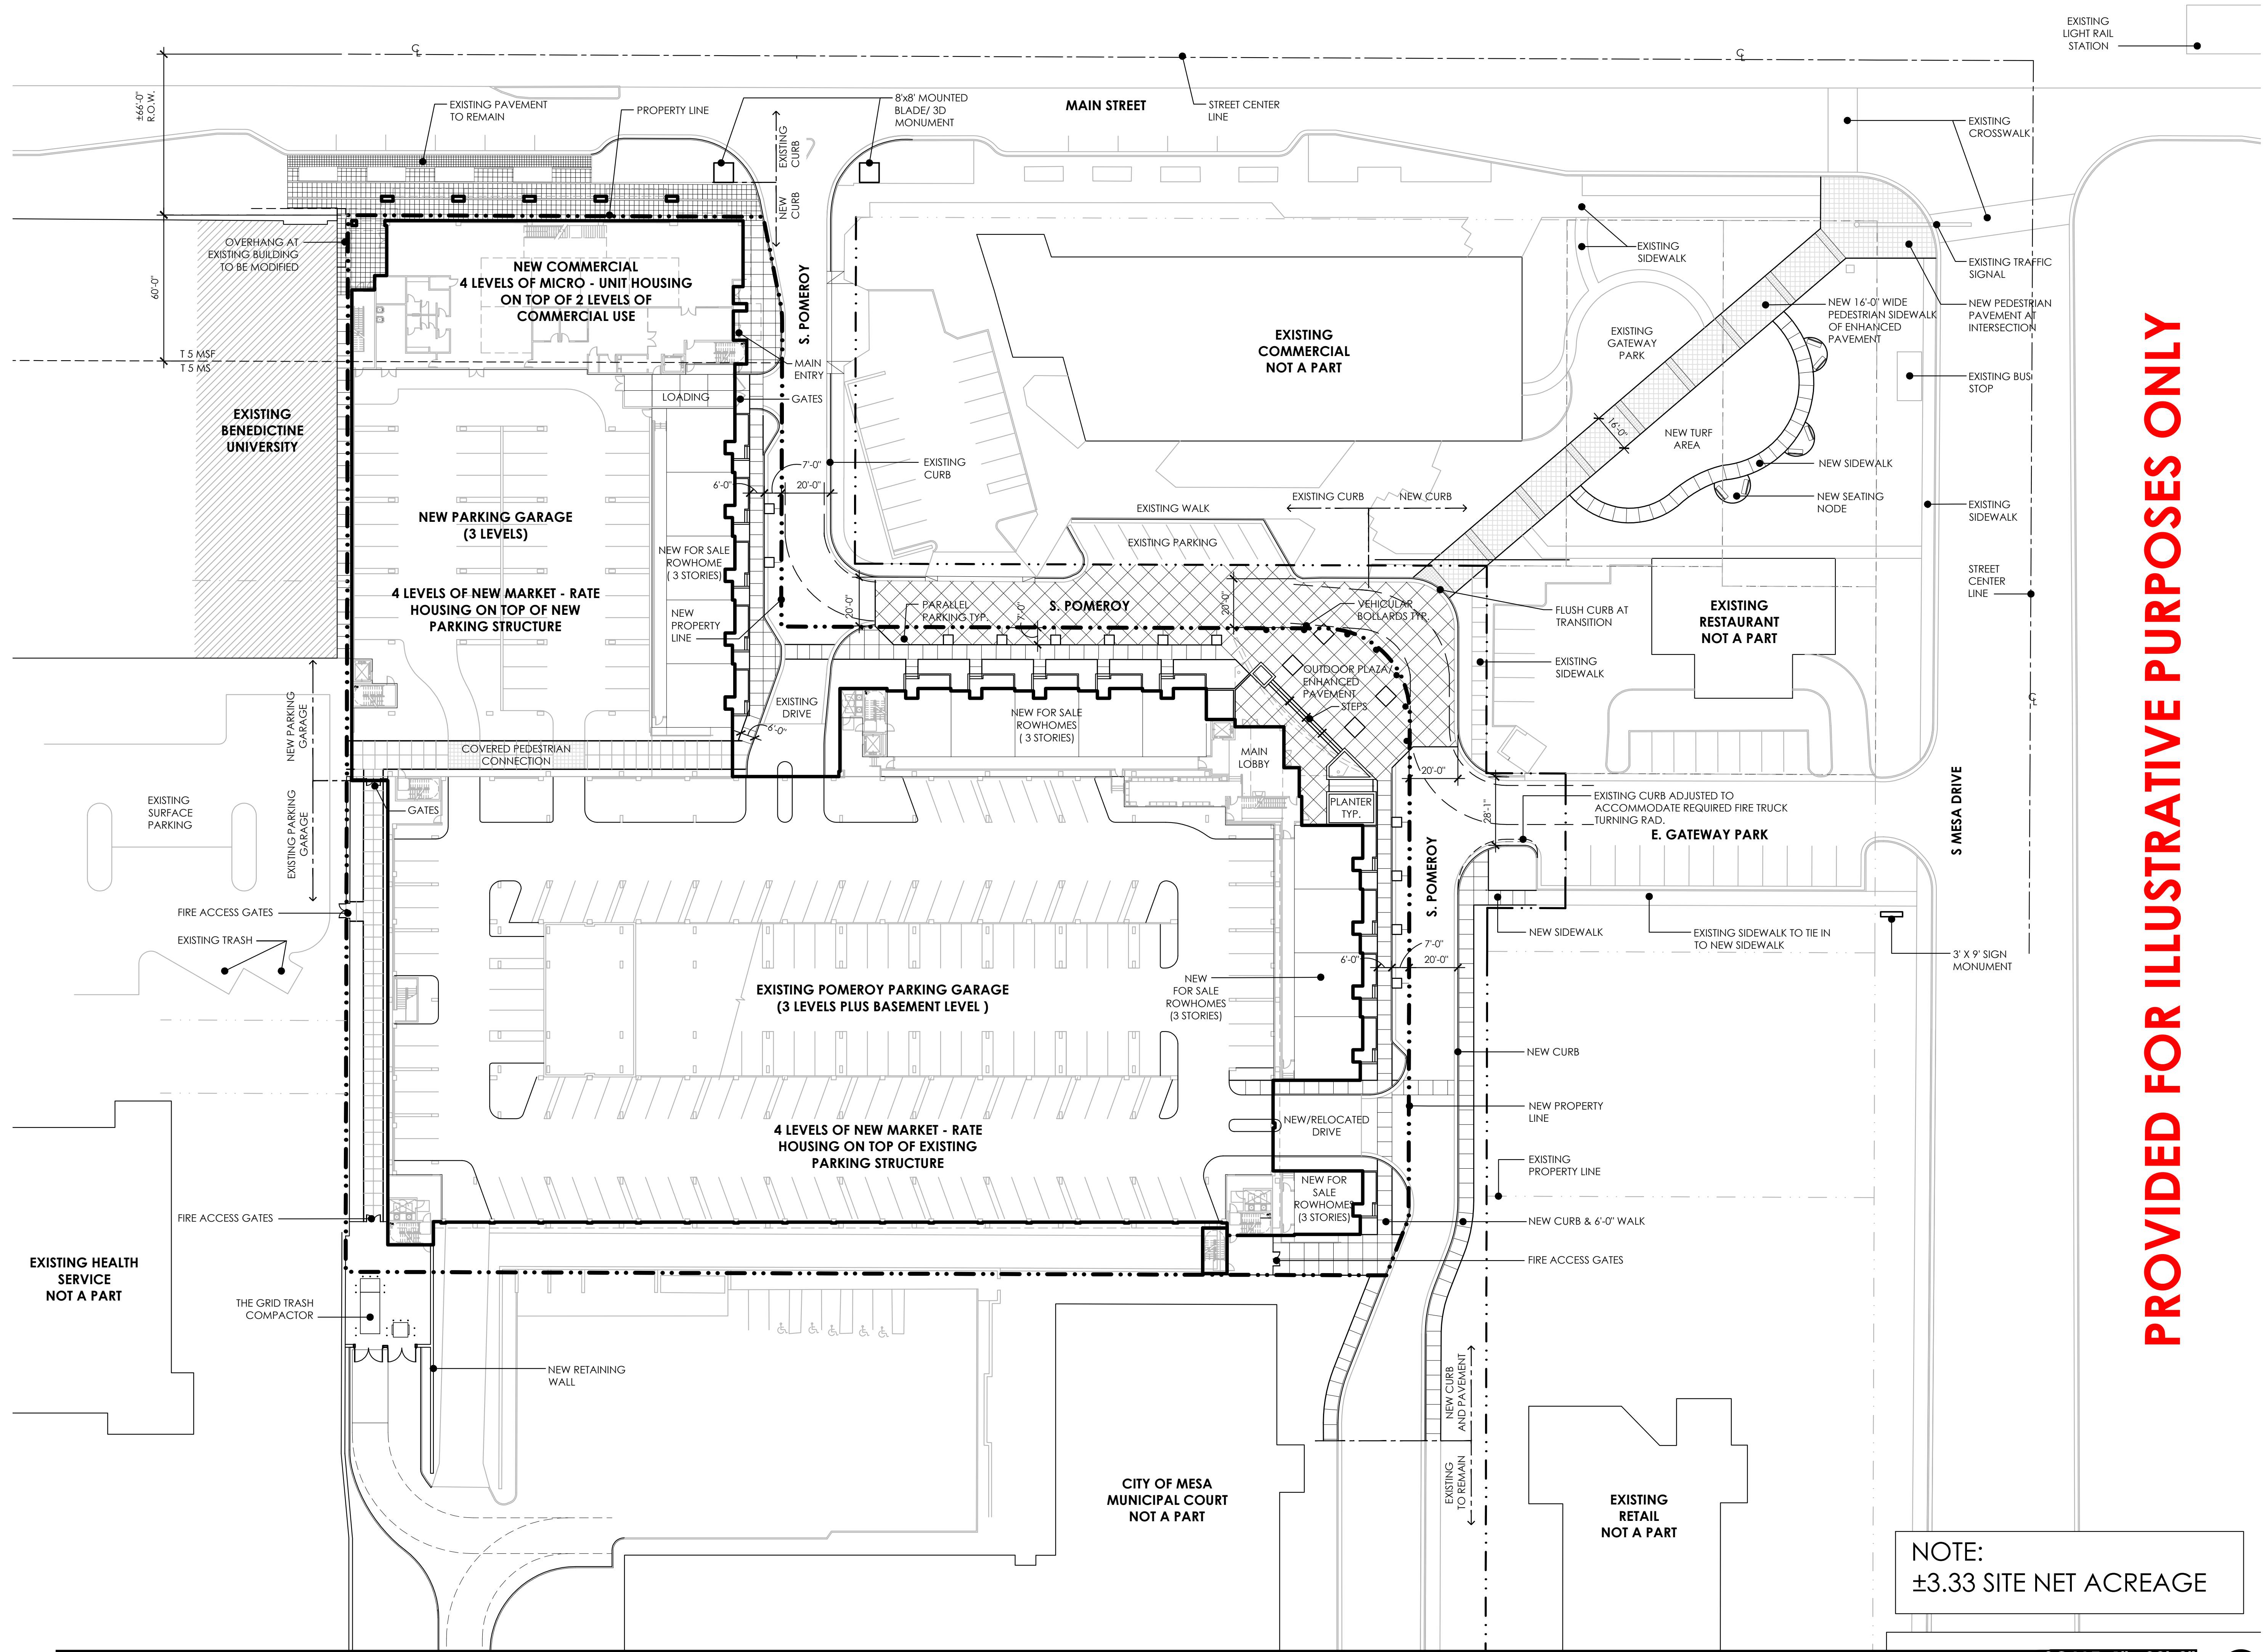 EXISTING
LIGHT RAIL
STATION
CL
CL
±66'-0"
R.O.W.
EXISTING PAVEMENT
TO REMAIN
PROPERTY LINE
8'x8' MOUNTED
BLADE/ 3D
MONUMENT
MAIN STREET
STREET CENTER
LINE
EXISTING
CROSSWALK
EXISTING
CURB
NEW
CURB
OVERHANG AT
EXISTING BUILDING
TO BE MODIFIED
60'-0"
NEW COMMERCIAL
4 LEVELS OF MICRO - UNIT HOUSING
ON TOP OF 2 LEVELS OF
COMMERCIAL USE
S. POMEROY
EXISTING
SIDEWALK
EXISTING TRAFFIC
SIGNAL
NEW 16'-0" WIDE
PEDESTRIAN SIDEWALK
OF ENHANCED
PAVEMENT
NEW PEDESTRIAN
PAVEMENT AT
INTERSECTION
EXISTING
GATEWAY
PARK
EXISTING
COMMERCIAL
NOT A PART
T 5 MSF
T 5 MS
MAIN
ENTRY
EXISTING BUS
STOP
LOADING
GATES
EXISTING
BENEDICTINE
UNIVERSITY
16'-0"
NEW TURF
AREA
NEW SIDEWALK
7'-0"
6'-0"
20'-0"
EXISTING
CURB
EXISTING CURB
NEW CURB
NEW SEATING
NODE
EXISTING
SIDEWALK
EXISTING WALK
EXISTING PARKING
NEW PARKING GARAGE
(3 LEVELS)
NEW FOR SALE
ROWHOME
( 3 STORIES)
4 LEVELS OF NEW MARKET - RATE
HOUSING ON TOP OF NEW
PARKING STRUCTURE
NEW
PROPERTY
LINE
20'-0"
PARALLEL
PARKING TYP.
7'-0"
S. POMEROY
20'-0"
VEHICULAR
BOLLARDS TYP.
FLUSH CURB AT
TRANSITION
EXISTING
RESTAURANT
NOT A PART
STREET
CENTER
LINE
EXISTING
SIDEWALK
OUTDOOR PLAZA/
ENHANCED
PAVEMENT
STEPS
CL
NEW PARKING
GARAGE
EXISTING
DRIVE
6'-0"
NEW FOR SALE
ROWHOMES
( 3 STORIES)
COVERED PEDESTRIAN
CONNECTION
MAIN
LOBBY
20'-0"
28'-1"
EXISTING CURB ADJUSTED TO
ACCOMMODATE REQUIRED FIRE TRUCK
TURNING RAD.
E. GATEWAY PARK
S MESA DRIVE
EXISTING
SURFACE
PARKING
GATES
EXISTING PARKING
GARAGE
PLANTER
TYP.
S. POMEROY
FIRE ACCESS GATES
EXISTING TRASH
NEW SIDEWALK
EXISTING SIDEWALK TO TIE IN
TO NEW SIDEWALK
3' X 9' SIGN
MONUMENT
7'-0"
6'-0"
20'-0"
NEW
FOR SALE
ROWHOMES
(3 STORIES)
EXISTING POMEROY PARKING GARAGE
(3 LEVELS PLUS BASEMENT LEVEL )
NEW CURB
NEW PROPERTY
LINE
NEW/RELOCATED
DRIVE
4 LEVELS OF NEW MARKET - RATE
HOUSING ON TOP OF EXISTING
PARKING STRUCTURE
EXISTING
PROPERTY LINE
NEW FOR
SALE
ROWHOMES
(3 STORIES)
FIRE ACCESS GATES
NEW CURB & 6'-0" WALK
FIRE ACCESS GATES
EXISTING HEALTH
SERVICE
NOT A PART
THE GRID TRASH
COMPACTOR
NEW RETAINING
WALL
NEW CURB
AND PAVEMENT
EXISTING
TO REMAIN
CITY OF MESA
MUNICIPAL COURT
NOT A PART
EXISTING
RETAIL
NOT A PART
PROVIDED FOR ILLUSTRATIVE PURPOSES ONLY
NOTE:
±3.33 SITE NET ACREAGE